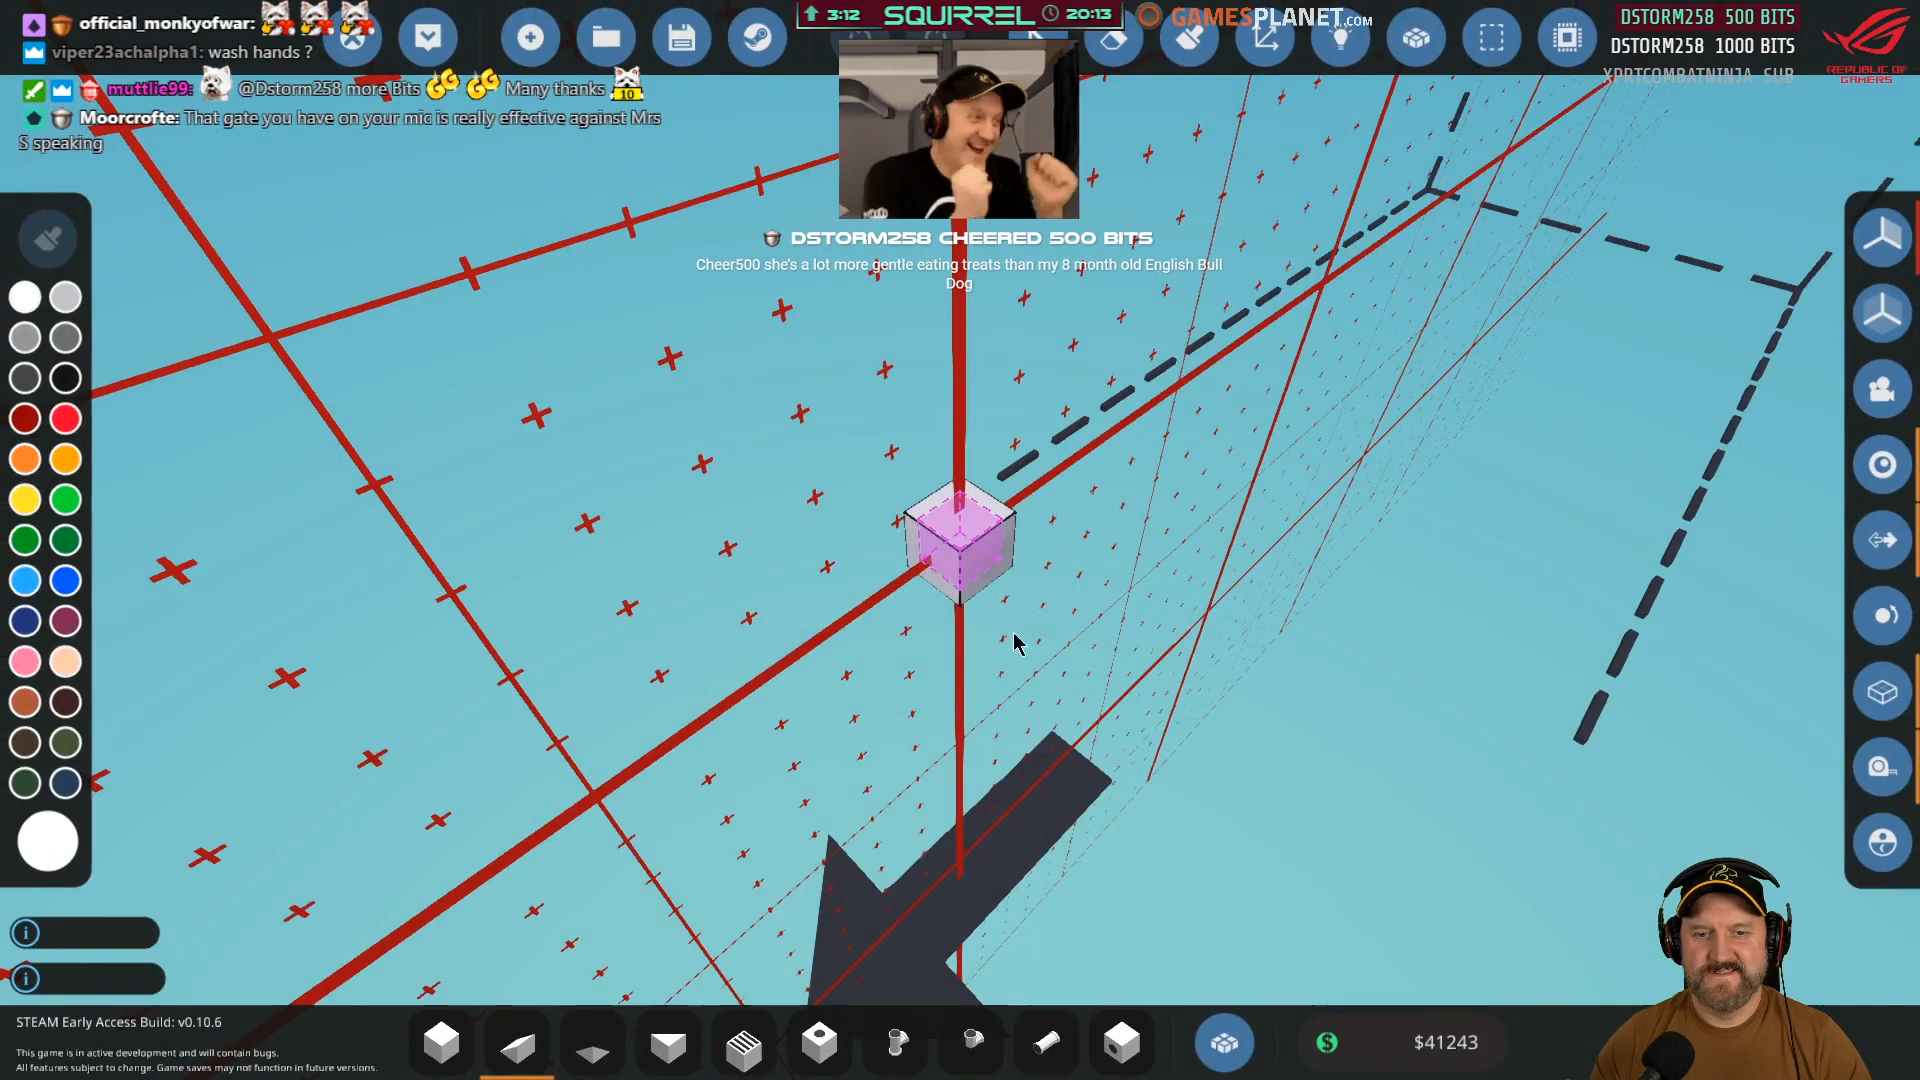 official_monkyofwar:
viper23achalpha1: wash hands ?
muttlie99: @Dstorm258 more Bits Many thanks
10
Moorcrofte: That gate you have on your mic is really effective against Mrs
S speaking
3:12 SQUIRREL 20:13
GAMESPLANET.COM
DSTORM258 500 BITS
DSTORM258 1000 BITS
XPRTCOMBATNINJA SUB
REPUBLIC OF
GAMERS
DSTORM258 CHEERED 500 BITS
Cheer500 she's a lot more gentle eating treats than my 8 month old English Bull
Dog
STEAM Early Access Build: v0.10.6
This game is in active development and will contain bugs.
All features subject to change. Game saves may not function in future versions.
$41243